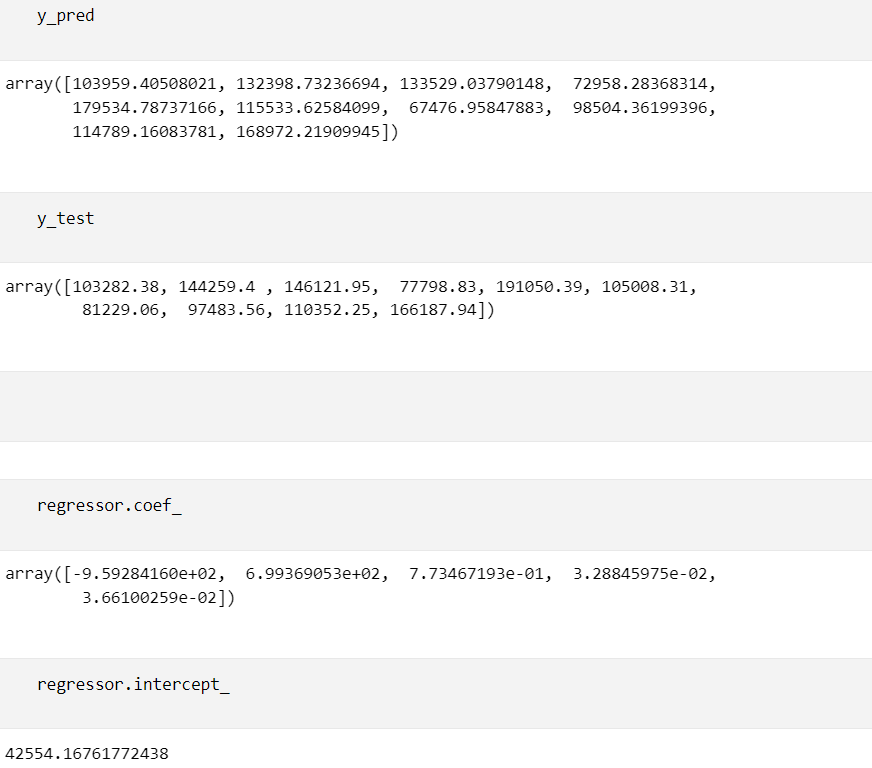 y_pred
array([103959.40508021, 132398.73236694, 133529.03790148,  72958.28368314,
       179534.78737166, 115533.62584099,  67476.95847883,  98504.36199396,
       114789.16083781, 168972.21909945])
y_test
array([103282.38, 144259.4 , 146121.95,  77798.83, 191050.39, 105008.31,
        81229.06,  97483.56, 110352.25, 166187.94])
regressor.coef_
array([-9.59284160e+02,  6.99369053e+02,  7.73467193e-01,  3.28845975e-02,
        3.66100259e-02])
regressor.intercept_
42554.16761772438